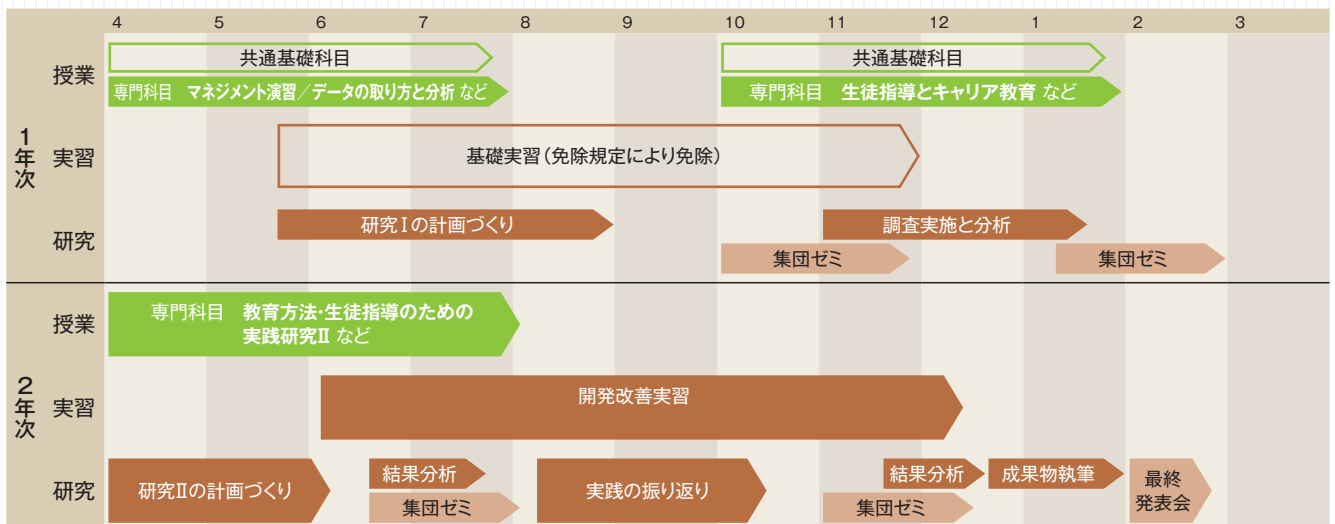 4 5 6 7 8 9 10 11 12 1 2 3
1年次
授業
共通基礎科目
共通基礎科目
専門科目 マネジメント演習/データの取り方と分析 など
専門科目 生徒指導とキャリア教育 など
実習
基礎実習(免除規定により免除)
研究
研究Ⅰの計画づくり
調査実施と分析
集団ゼミ
集団ゼミ
2年次
授業
専門科目 教育方法・生徒指導のための
実践研究Ⅱ など
実習
開発改善実習
研究
研究Ⅱの計画づくり
結果分析
集団ゼミ
実践の振り返り
結果分析
集団ゼミ
成果物執筆
最終
発表会